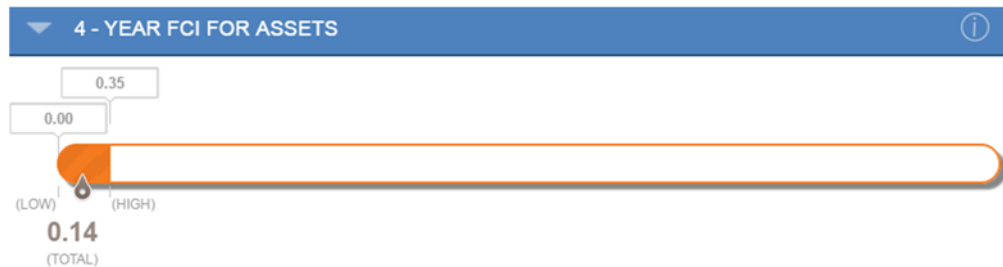 4 - YEAR FCI FOR ASSETS
0.35
0.00
(LOW) (HIGH)
0.14
(TOTAL)